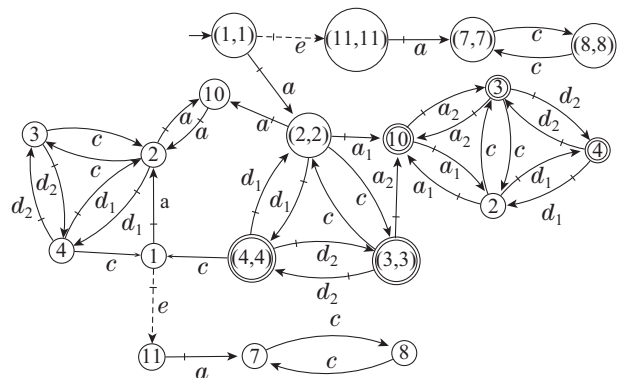 (1,1) e (11,11) a (7,7) c c (8,8)
a
10 a a a (2,2) a₁ 10 a₂ a₂ 3 d₂ d₂ 4
3 c c 2 a₁ a₁ c c d₁ d₁ 2
d₂ d₂ d₁ d₁ a d₁ d₁ c c a₂
4 c 1 c (4,4) d₂ d₂ (3,3)
e
11 a 7 c c 8